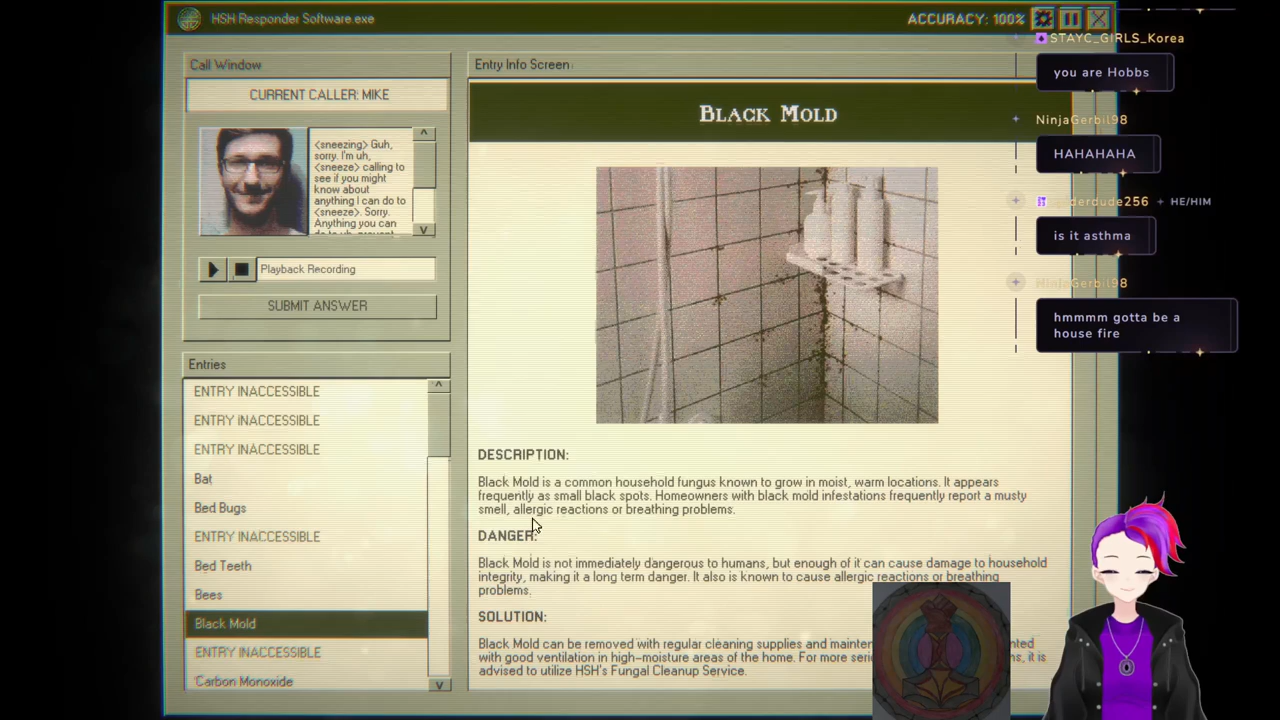 HSH Responder Software.exe
ACCURACY: 100%
Call Window
CURRENT CALLER: MIKE
<sneezing> Guh,
sorry. I'm uh,
<sneeze> calling to
see if you might
know about
anything I can do to
<sneeze>. Sorry.
Anything you can
Playback Recording
SUBMIT ANSWER
Entries
ENTRY INACCESSIBLE
ENTRY INACCESSIBLE
ENTRY INACCESSIBLE
Bat
Bed Bugs
ENTRY INACCESSIBLE
Bed Teeth
Bees
Black Mold
ENTRY INACCESSIBLE
Carbon Monoxide
Entry Info Screen
BLACK MOLD
DESCRIPTION:
Black Mold is a common household fungus known to grow in moist, warm locations. It appears
frequently as small black spots. Homeowners with black mold infestations frequently report a musty
smell, allergic reactions or breathing problems.
DANGER:
Black Mold is not immediately dangerous to humans, but enough of it can cause damage to household
integrity, making it a long term danger. It also is known to cause allergic reactions or breathing
problems.
SOLUTION:
Black Mold can be removed with regular cleaning supplies and
with good ventilation in high-moisture areas of the home. For more it is
advised to utilize HSH's Fungal Cleanup Service.
STAYC_GIRLS_Korea
you are Hobbs
NinjaGerbil98
HAHAHAHA
HE/HIM
is it asthma
NinjaGerbil98
hmmmm gotta be a
house fire